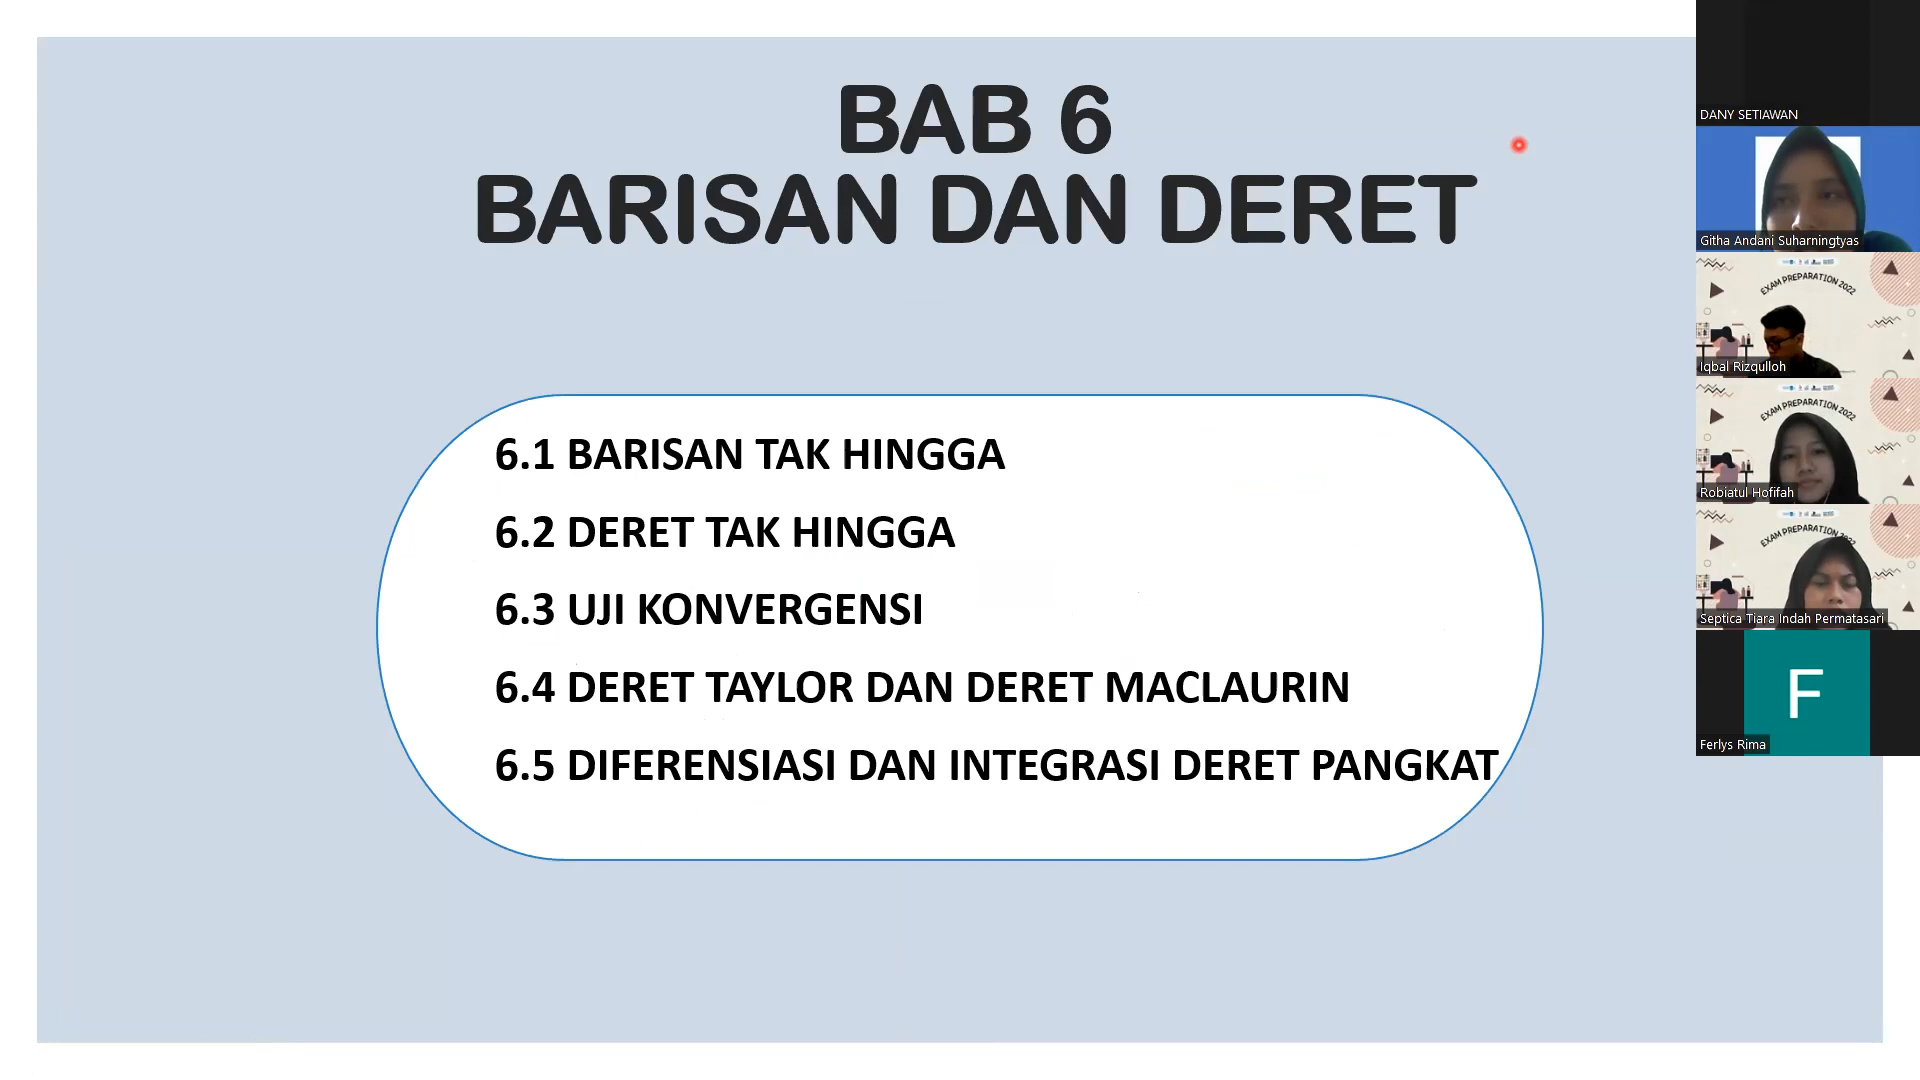 BAB 6
BARISAN DAN DERET
6.1 BARISAN TAK HINGGA
6.2 DERET TAK HINGGA
6.3 UJI KONVERGENSI
6.4 DERET TAYLOR DAN DERET MACLAURIN
6.5 DIFERENSIASI DAN INTEGRASI DERET PANGKAT
DANY SETIAWAN
Githa Andani Suharningtyas
EXAM PREPARATION 2022
Iqbal Rizqulloh
EXAM PREPARATION 2022
Robiatul Hofifah
EXAM PREPARATION 2022
Septica Tiara Indah Permatasari
F
Ferlys Rima